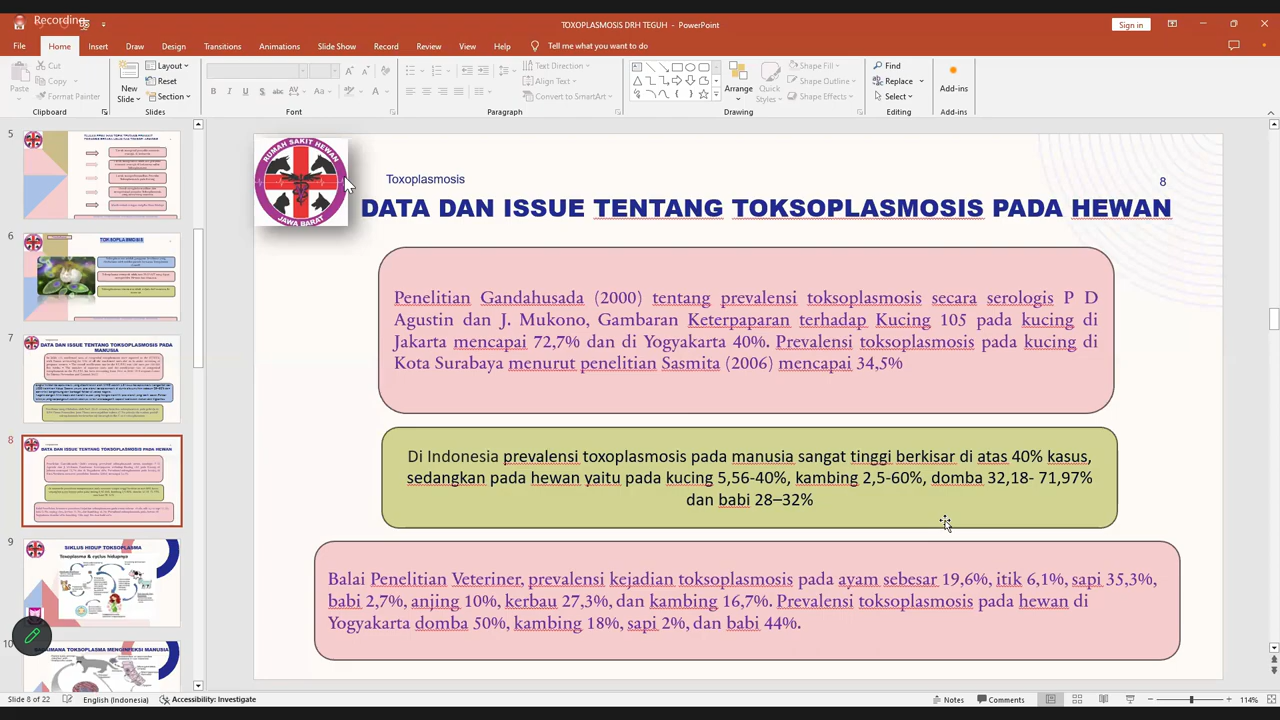 Recording
TOXOPLASMOSIS DRH TEGUH - PowerPoint
Sign in
File Home Insert Draw Design Transitions Animations Slide Show Record Review View Help Tell me what you want to do
Paste
Cut
Copy
Format Painter
Clipboard
New Slide
Layout
Reset
Section
Slides
Font
Text Direction
Align Text
Convert to SmartArt
Paragraph
Arrange
Quick Styles
Shape Fill
Shape Outline
Shape Effects
Drawing
Find
Replace
Select
Editing
Add-ins
Add-ins
5
6
TOKSOPLASMOSIS
7
DATA DAN ISSUE TENTANG TOKSOPLASMOSIS PADA
MANUSIA
8
DATA DAN ISSUE TENTANG TOKSOPLASMOSIS PADA HEWAN
9
SIKLUS HIDUP TOKSOPLASMA
Toxoplasma & cyclus hidupnya
10
BAGAIMANA TOKSOPLASMA MENGINFEKSI MANUSIA
RUMAH SAKIT HEWAN
JAWA BARAT
Toxoplasmosis
8
DATA DAN ISSUE TENTANG TOKSOPLASMOSIS PADA HEWAN
Penelitian Gandahusada (2000) tentang prevalensi toksoplasmosis secara serologis P D
Agustin dan J. Mukono, Gambaran Keterpaparan terhadap Kucing 105 pada kucing di
Jakarta mencapai 72,7% dan di Yogyakarta 40%. Prevalensi toksoplasmosis pada kucing di
Kota Surabaya menurut penelitian Sasmita (2006) mencapai 34,5%
Di Indonesia prevalensi toxoplasmosis pada manusia sudah tinggi berkisar di atas 40% kasus,
sedangkan pada hewan yaitu pada kucing 5,56-40%, kambing 2,5-60%, domba 32,18- 71,97%
dan babi 28–32%
Balai Penelitian Veteriner, prevalensi kejadian toksoplasmosis pada ayam sebesar 19,6%, itik 6,1%, sapi 35,3%,
babi 2,7%, anjing 10%, kerbau 27,3%, dan kambing 16,7%. Prevalensi toksoplasmosis pada hewan di
Yogyakarta domba 50%, kambing 18%, sapi 2%, dan babi 44%.
Slide 8 of 22 English (Indonesia) Accessibility: Investigate
Notes Comments 114%